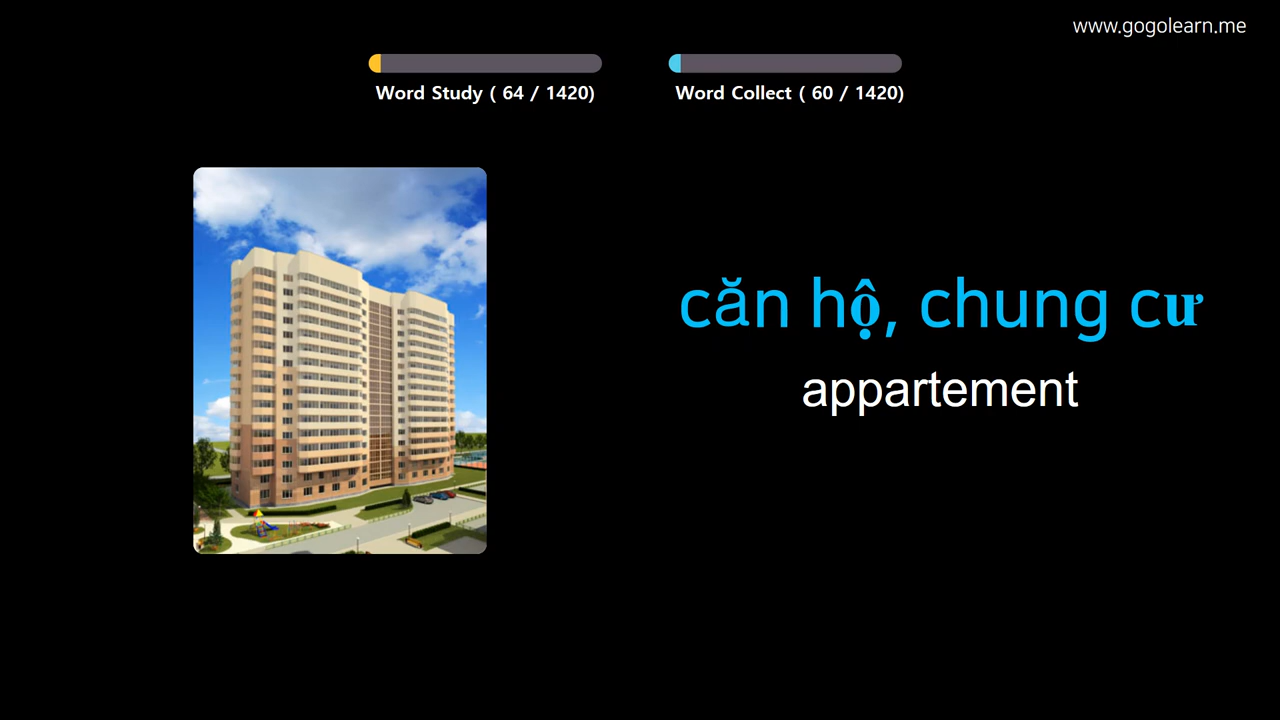 www.gogolearn.me
Word Study ( 64 / 1420)
Word Collect ( 60 / 1420)
căn hộ, chung cư
appartement